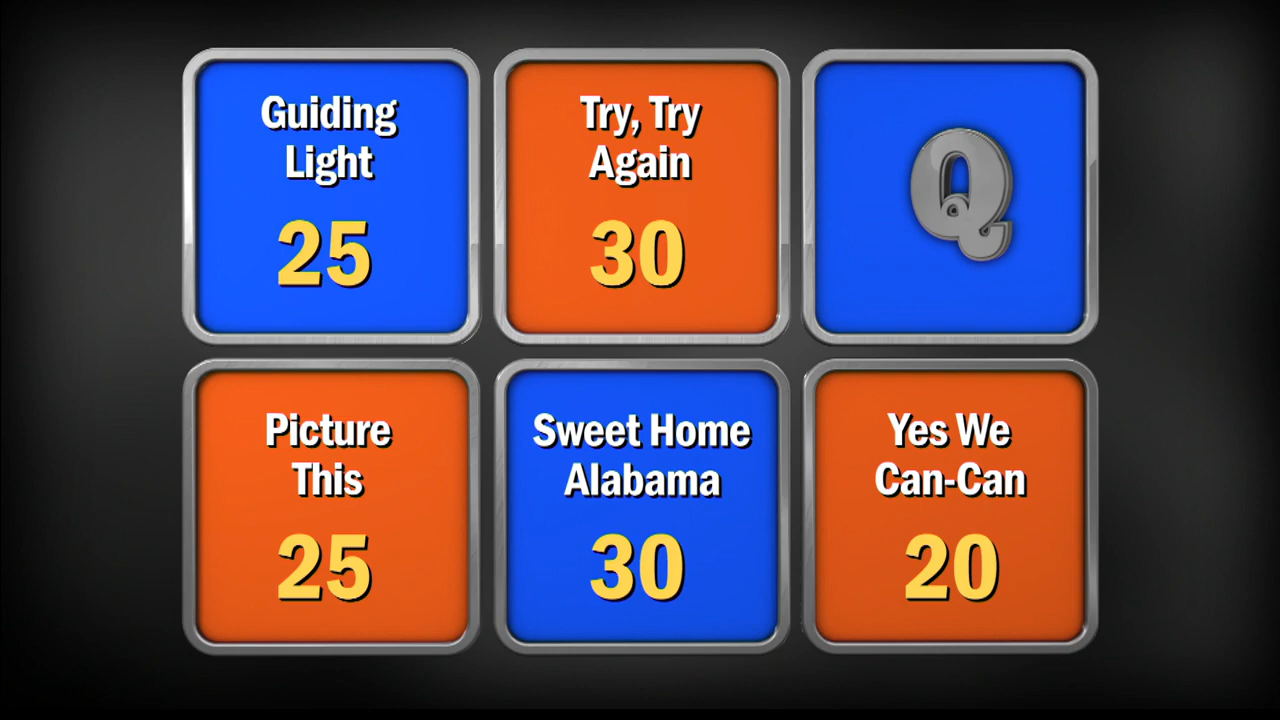 Guiding
Light
25
Try, Try
Again
30
Q
Picture
This
25
Sweet Home
Alabama
30
Yes We
Can-Can
20